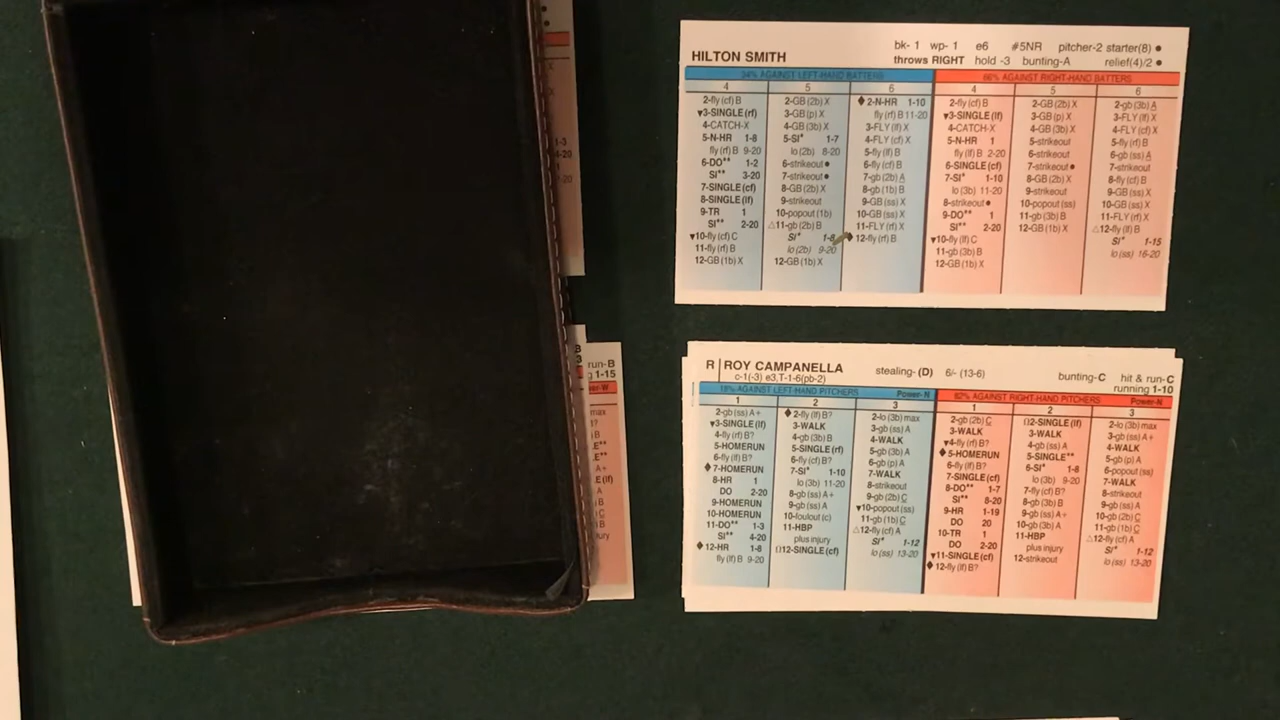 HILTON SMITH
bk- 1 wp- 1 e6 #5NR pitcher-2 starter(8) ●
throws RIGHT hold -3 bunting-A relief(4)/2 ●
34% AGAINST LEFT-HAND BATTERS
4
2-fly (cf) B
▼3-SINGLE (rf)
4-CATCH-X
5-N-HR 1-8
fly (rf) B 9-20
6-DO** 1-2
SI** 3-20
7-SINGLE (cf)
8-SINGLE (lf)
9-TR 1
SI** 2-20
▼10-fly (cf) C
11-fly (rf) B
12-GB (1b) X
5
2-GB (2b) X
3-GB (p) X
4-GB (3b) X
5-SI* 1-7
lo (2b) 8-20
6-strikeout●
7-strikeout●
8-GB (2b) X
9-strikeout
10-popout (1b)
△11-gb (2b) B
SI* 1-8
lo (2b) 9-20
12-GB (1b) X
6
♦2-N-HR 1-10
fly (rf) B 11-20
3-FLY (lf) X
4-FLY (cf) X
5-fly (lf) B
6-fly (cf) B
7-gb (2b) A
8-gb (1b) B
9-GB (ss) X
10-GB (ss) X
11-FLY (rf) X
♦12-fly (rf) B
66% AGAINST RIGHT-HAND BATTERS
4
2-fly (cf) B
▼3-SINGLE (lf)
4-CATCH-X
5-N-HR 1
fly (lf) B 2-20
6-SINGLE (cf)
7-SI* 1-10
lo (3b) 11-20
8-strikeout●
9-DO** 1
SI** 2-20
▼10-fly (lf) C
11-gb (3b) B
12-GB (1b) X
5
2-GB (2b) X
3-GB (p) X
4-GB (3b) X
5-strikeout
6-strikeout
7-strikeout●
8-GB (2b) X
9-strikeout
10-popout (ss)
11-gb (3b) B
12-GB (1b) X
6
2-gb (3b) A
3-FLY (lf) X
4-FLY (cf) X
5-fly (rf) B
6-gb (ss) A
7-strikeout
8-fly (cf) B
9-GB (ss) X
10-GB (ss) X
11-FLY (rf) X
△12-fly (lf) B
SI* 1-15
lo (ss) 16-20
R ROY CAMPANELLA
stealing- (D) 6/- (13-6) bunting-C hit & run-C
c-1(-3) e3,T-1-6(pb-2) running 1-10
18% AGAINST LEFT-HAND PITCHERS Power-N
1
2-gb (ss) A+
▼3-SINGLE (lf)
4-fly (rf) B?
5-HOMERUN
6-fly (lf) B?
♦7-HOMERUN
8-HR 1
DO 2-20
9-HOMERUN
10-HOMERUN
11-DO** 1-3
SI** 4-20
♦12-HR 1-8
fly (lf) B 9-20
2
♦2-fly (lf) B?
3-WALK
4-gb (3b) B
5-SINGLE (rf)
6-fly (cf) B?
7-SI* 1-10
lo (3b) 11-20
8-gb (ss) A+
9-gb (ss) A
10-foulout (c)
11-HBP
plus injury
Ω12-SINGLE (cf)
3
2-lo (3b) max
3-gb (ss) A
4-WALK
5-gb (3b) A
6-gb (p) A
7-WALK
8-strikeout
9-gb (2b) C
▼10-popout (ss)
11-gb (1b) C
△12-fly (cf) A
SI* 1-12
lo (ss) 13-20
82% AGAINST RIGHT-HAND PITCHERS Power-N
1
2-gb (2b) C
3-WALK
▼4-fly (rf) B?
♦5-HOMERUN
6-fly (lf) B?
7-SINGLE (cf)
8-DO** 1-7
SI** 8-20
9-HR 1-19
DO 20
10-TR 1
DO 2-20
▼11-SINGLE (cf)
♦12-fly (lf) B?
2
Ω2-SINGLE (lf)
3-WALK
4-gb (ss) A
5-SINGLE**
6-SI* 1-8
lo (3b) 9-20
7-fly (cf) B?
8-gb (3b) B
9-gb (ss) A+
10-gb (3b) A
11-HBP
plus injury
12-strikeout
3
2-lo (3b) max
3-gb (ss) A+
4-WALK
5-gb (p) A
6-popout (ss)
7-WALK
8-strikeout
9-gb (ss) A
10-gb (2b) C
11-gb (1b) C
△12-fly (cf) A
SI* 1-12
lo (ss) 13-20
run-B
1-15
max